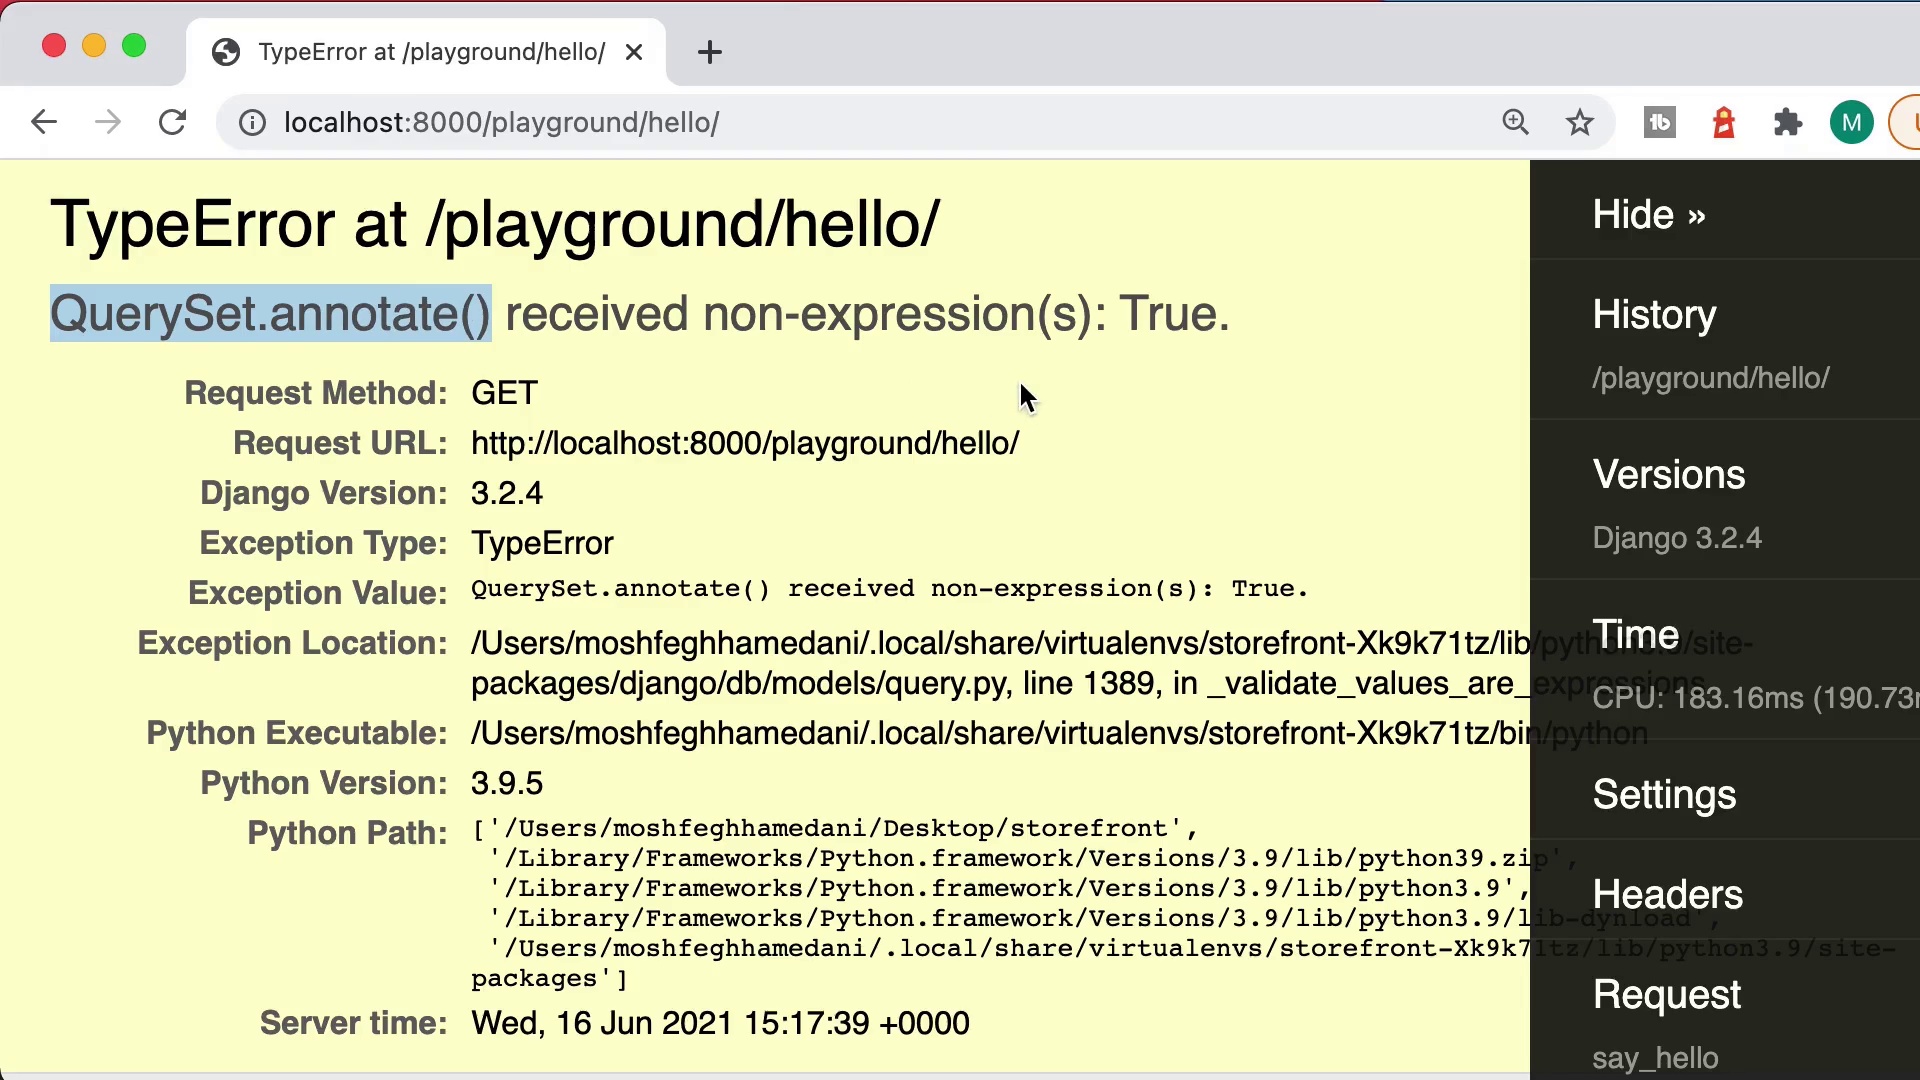 TypeError at /playground/hello/
localhost:8000/playground/hello/
M
TypeError at /playground/hello/
QuerySet.annotate() received non-expression(s): True.
Request Method: GET
Request URL: http://localhost:8000/playground/hello/
Django Version: 3.2.4
Exception Type: TypeError
Exception Value: QuerySet.annotate() received non-expression(s): True.
Exception Location: /Users/moshfeghhamedani/.local/share/virtualenvs/storefront-Xk9k71tz/lib/python3.9/site-
packages/django/db/models/query.py, line 1389, in _validate_values_are_expressions
Python Executable: /Users/moshfeghhamedani/.local/share/virtualenvs/storefront-Xk9k71tz/bin/python
Python Version: 3.9.5
Python Path: ['/Users/moshfeghhamedani/Desktop/storefront',
'/Library/Frameworks/Python.framework/Versions/3.9/lib/python39.zip',
'/Library/Frameworks/Python.framework/Versions/3.9/lib/python3.9',
'/Library/Frameworks/Python.framework/Versions/3.9/lib/python3.9/lib-dynload',
'/Users/moshfeghhamedani/.local/share/virtualenvs/storefront-Xk9k71tz/lib/python3.9/site-
packages']
Server time: Wed, 16 Jun 2021 15:17:39 +0000
Hide »
History
/playground/hello/
Versions
Django 3.2.4
Time
CPU: 183.16ms (190.73
Settings
Headers
Request
say_hello